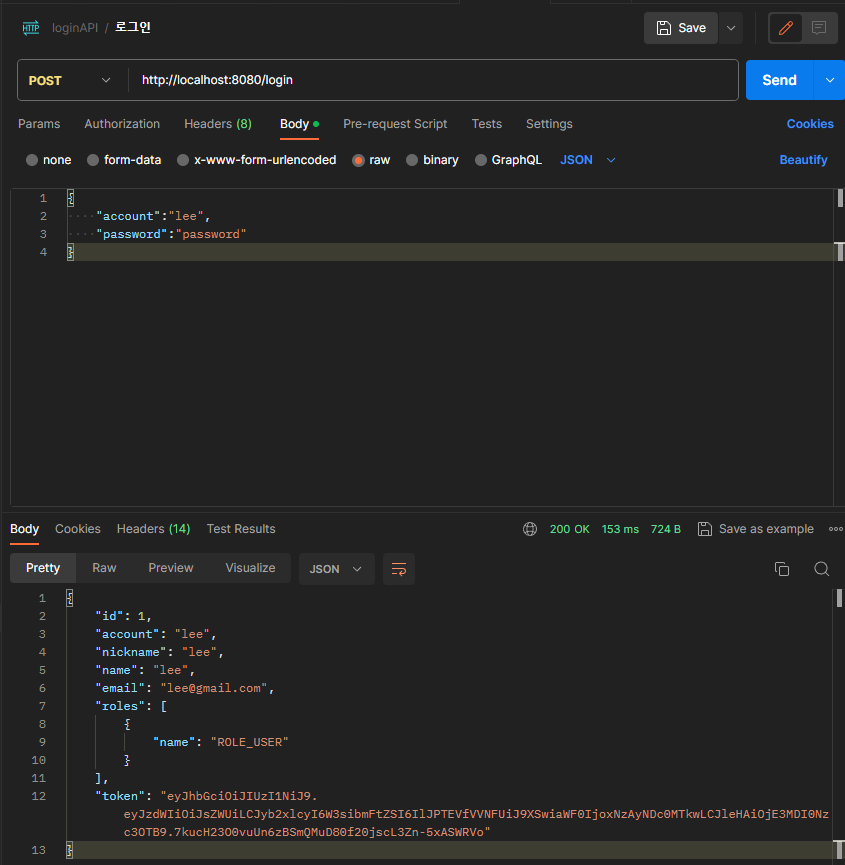 HTTP loginAPI / 로그인 Save
POST http://localhost:8080/login Send
Params Authorization Headers (8) Body Pre-request Script Tests Settings Cookies
none form-data x-www-form-urlencoded raw binary GraphQL JSON Beautify
1 {
2 ····"account":"lee",
3 ····"password":"password"
4 }
Body Cookies Headers (14) Test Results 200 OK 153 ms 724 B Save as example
Pretty Raw Preview Visualize JSON
1 {
2 "id": 1,
3 "account": "lee",
4 "nickname": "lee",
5 "name": "lee",
6 "email": "lee@gmail.com",
7 "roles": [
8 {
9 "name": "ROLE_USER"
10 }
11 ],
12 "token": "eyJhbGciOiJIUzI1NiJ9.
eyJzdWIiOiJsZWUiLCJyb2xlcyI6W3sibmFtZSI6IlJPTEVfVVNFUiJ9XSwiaWF0IjoxNzAyNDc0MTkwLCJleHAiOjE3MDI0Nz
c3OTB9.7kucH23O0vuUn6zBSmQMuD80f20jscL3Zn-5xASWRVo"
13 }